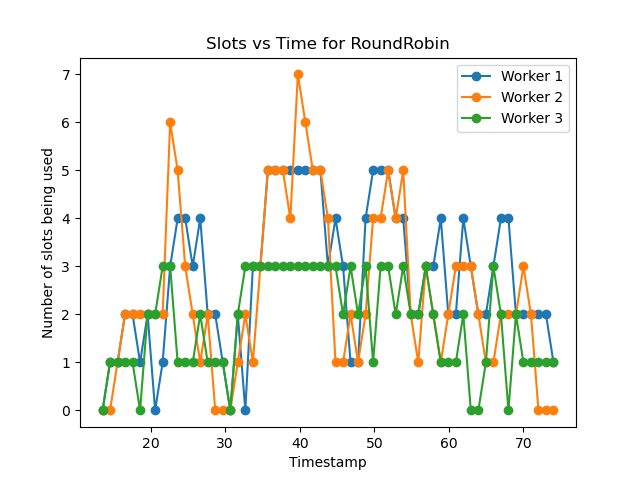 Slots vs Time for RoundRobin
Worker 1
Worker 2
Worker 3
Number of slots being used
7
6
5
4
3
2
1
0
20 30 40 50 60 70
Timestamp